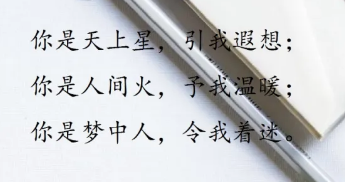 你是天上星，引我遐想；
你是人间火，予我温暖；
你是梦中人，令我着迷。